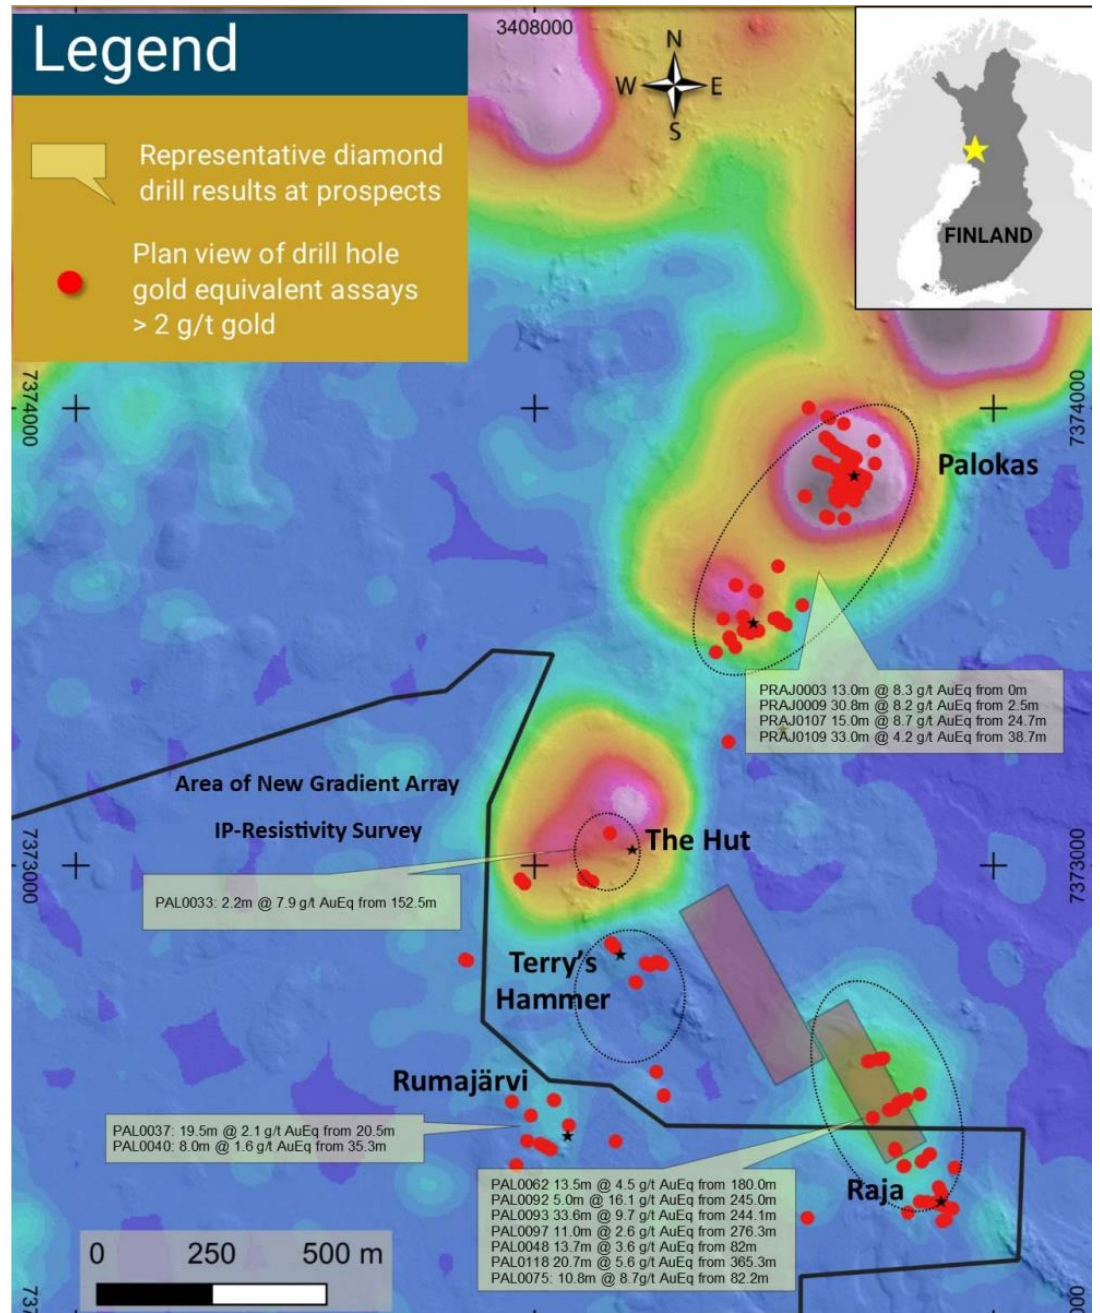 Legend
Representative diamond
drill results at prospects
Plan view of drill hole
gold equivalent assays
> 2 g/t gold
3408000
N
W E
S
FINLAND
7374000
7374000
Palokas
PRAJ0003 13.0m @ 8.3 g/t AuEq from 0m
PRAJ0009 30.8m @ 8.2 g/t AuEq from 2.5m
PRAJ0107 15.0m @ 8.7 g/t AuEq from 24.7m
PRAJ0109 33.0m @ 4.2 g/t AuEq from 38.7m
Area of New Gradient Array
IP-Resistivity Survey
The Hut
7373000
7373000
PAL0033: 2.2m @ 7.9 g/t AuEq from 152.5m
Terry's
Hammer
Rumajärvi
PAL0037: 19.5m @ 2.1 g/t AuEq from 20.5m
PAL0040: 8.0m @ 1.6 g/t AuEq from 35.3m
Raja
PAL0062 13.5m @ 4.5 g/t AuEq from 180.0m
PAL0092 5.0m @ 16.1 g/t AuEq from 245.0m
PAL0093 33.6m @ 9.7 g/t AuEq from 244.1m
PAL0097 11.0m @ 2.6 g/t AuEq from 276.3m
PAL0048 13.7m @ 3.6 g/t AuEq from 82m
PAL0118 20.7m @ 5.6 g/t AuEq from 365.3m
PAL0075: 10.8m @ 8.7g/t AuEq from 82.2m
0 250 500 m